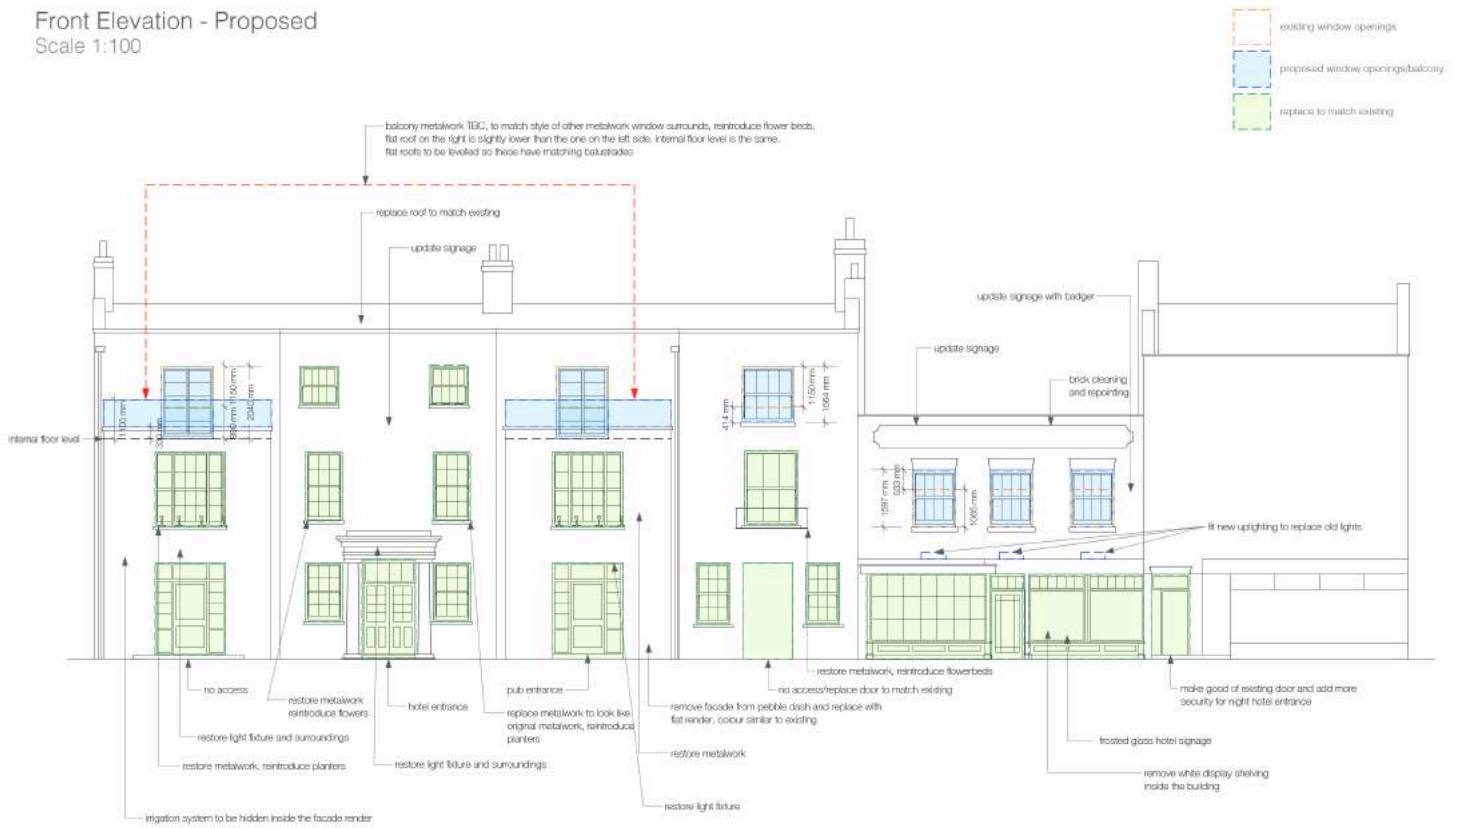 Front Elevation - Proposed
Scale 1:100
existing window openings
proposed window openings/balcony
replace to match existing
balcony metalwork TBC, to match style of other metalwork window surrounds, reintroduce flower beds.
flat roof on the right is slightly lower than the one on the left side. internal floor level is the same.
flat roofs to be levelled so these have matching balustrades
replace roof to match existing
update signage
update signage with badger
update signage
brick cleaning
and repointing
1150 mm
2040 mm
1100 mm
1150 mm
1564 mm
414 mm
internal floor level
1597 mm
533 mm
1065 mm
fit new uplighting to replace old lights
restore metalwork, reintroduce flowerbeds
no access
pub entrance
no access/replace door to match existing
make good of existing door and add more
security for night hotel entrance
restore metalwork
reintroduce flowers
hotel entrance
replace metalwork to look like
original metalwork, reintroduce
planters
remove facade from pebble dash and replace with
flat render, colour similar to existing
restore light fixture and surroundings
frosted glass hotel signage
restore metalwork
restore metalwork, reintroduce planters
restore light fixture and surroundings
remove white display shelving
inside the building
restore light fixture
irrigation system to be hidden inside the facade render